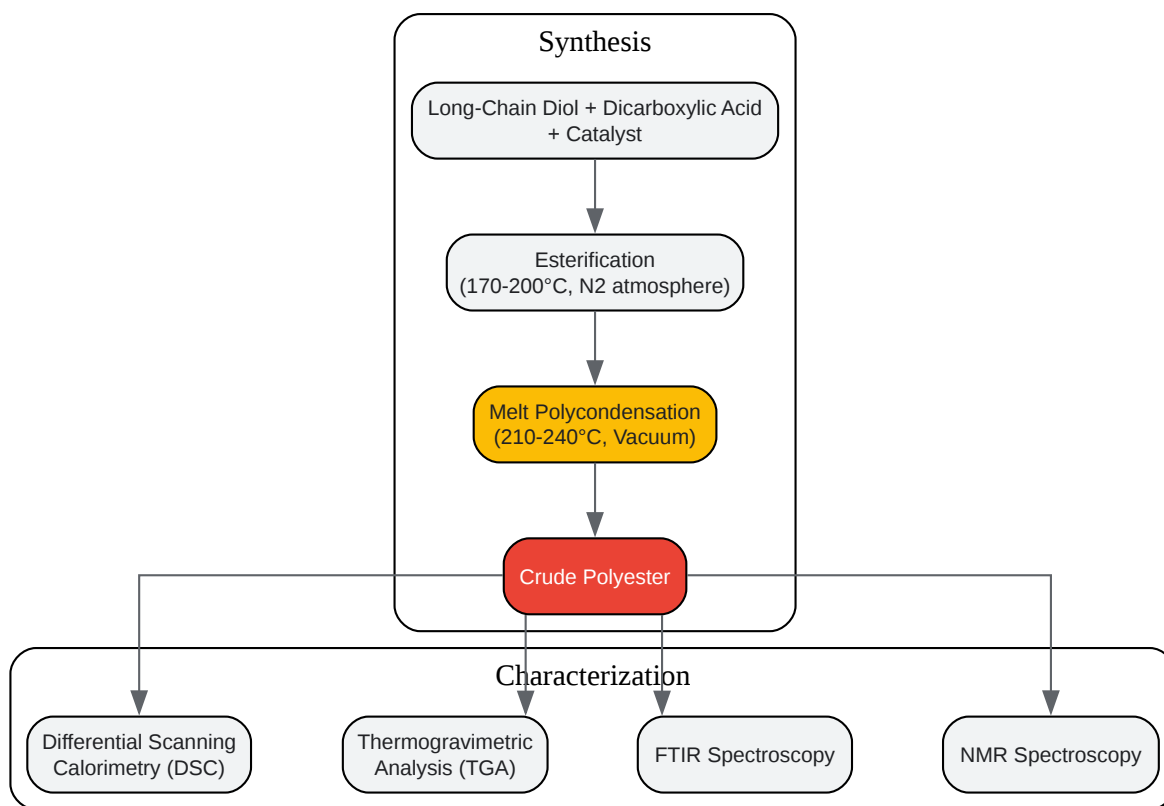 Synthesis
Long-Chain Diol + Dicarboxylic Acid
+ Catalyst
Esterification
(170-200°C, N2 atmosphere)
Melt Polycondensation
(210-240°C, Vacuum)
Crude Polyester
Characterization
Differential Scanning
Calorimetry (DSC)
Thermogravimetric
Analysis (TGA)
FTIR Spectroscopy
NMR Spectroscopy